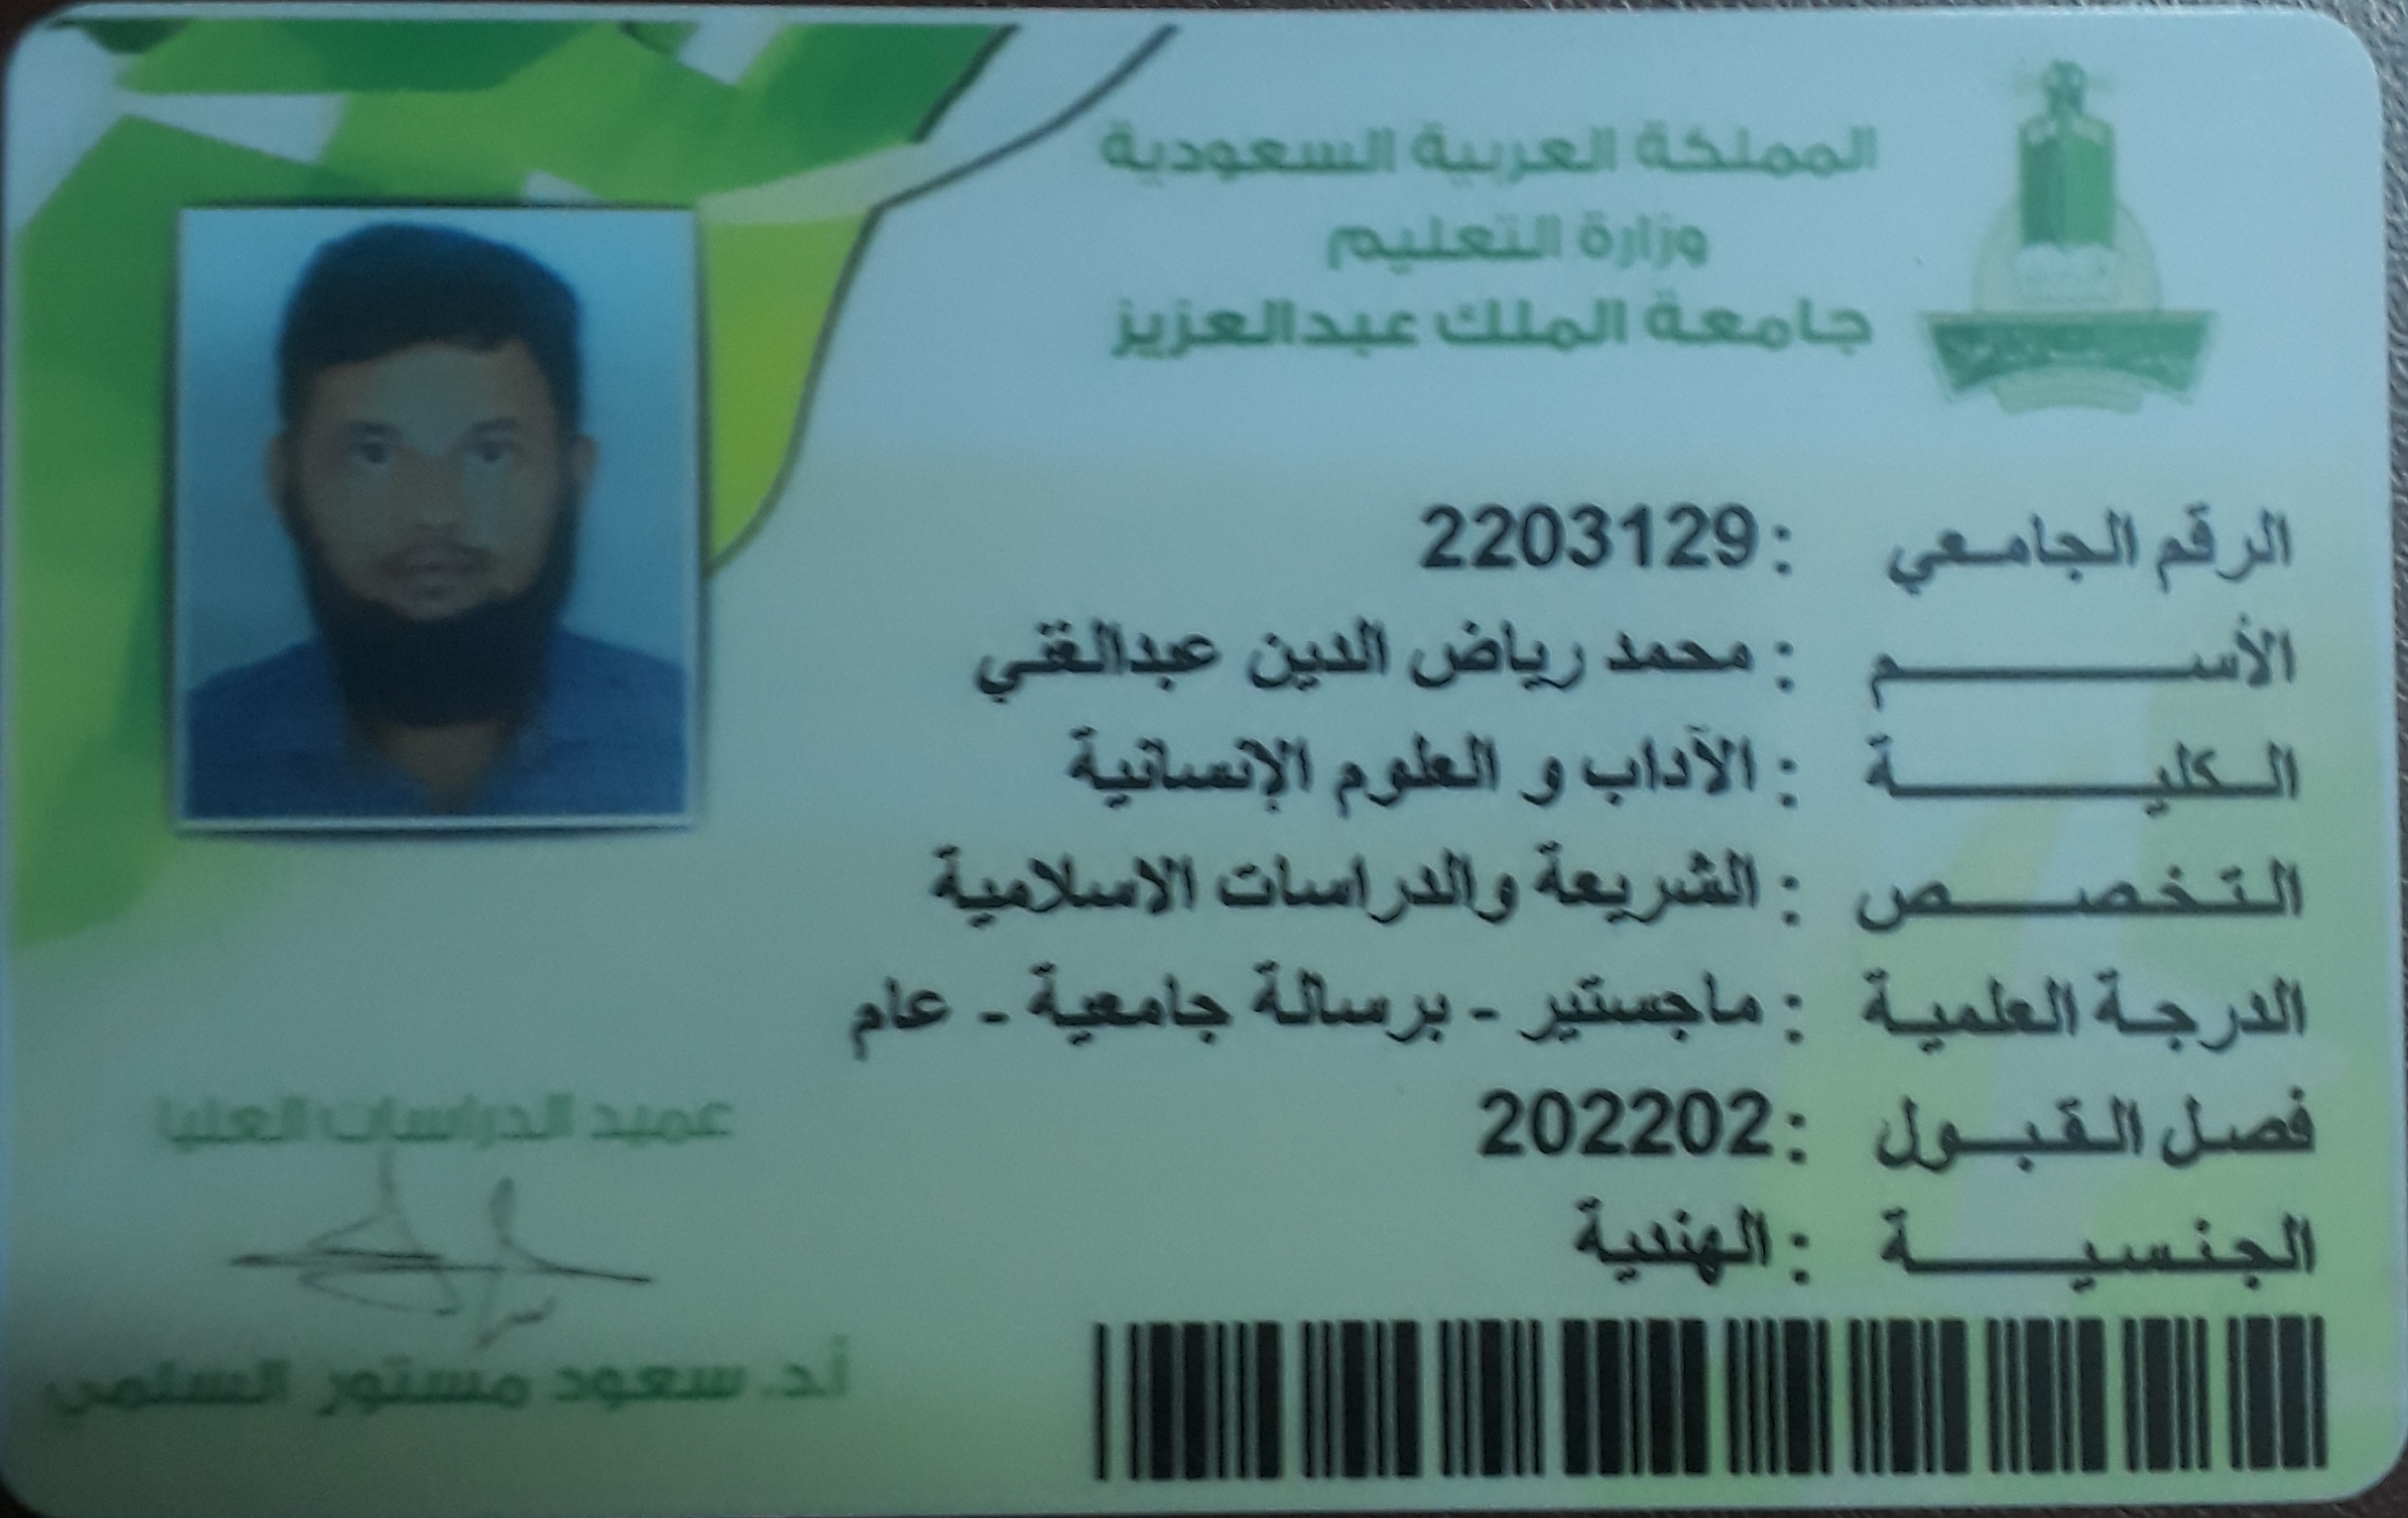 المملكة العربية السعودية
وزارة التعليم
جامعة الملك عبدالعزيز
الرقم الجامعي : 2203129
الأسم : محمد رياض الدين عبدالغني
الكلية : الآداب و العلوم الإنسانية
التخصص : الشريعة والدراسات الاسلامية
الدرجة العلمية : ماجستير - برسالة جامعية - عام
فصل القبول : 202202
الجنسية : الهندية
عميد الدراسات العليا
أ.د. سعود مستور السلمي